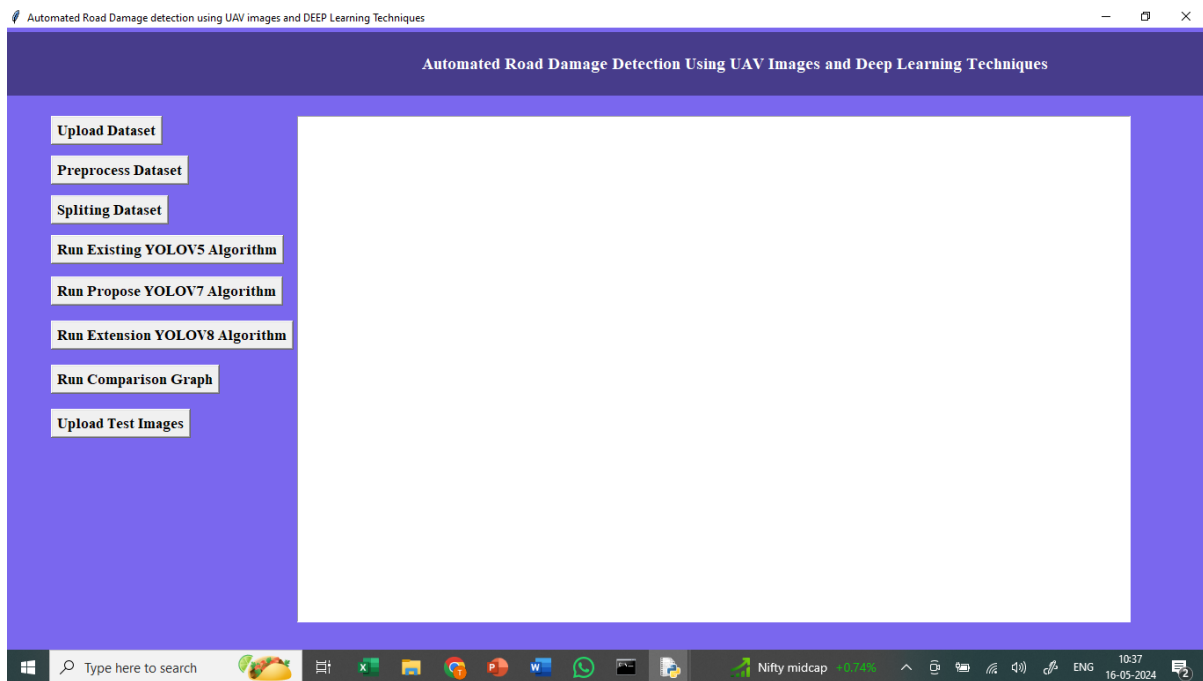 Automated Road Damage detection using UAV images and DEEP Learning Techniques
Automated Road Damage Detection Using UAV Images and Deep Learning Techniques
Upload Dataset
Preprocess Dataset
Spliting Dataset
Run Existing YOLOV5 Algorithm
Run Propose YOLOV7 Algorithm
Run Extension YOLOV8 Algorithm
Run Comparison Graph
Upload Test Images
Type here to search
Nifty midcap +0.74%
ENG
10:37
16-05-2024
2